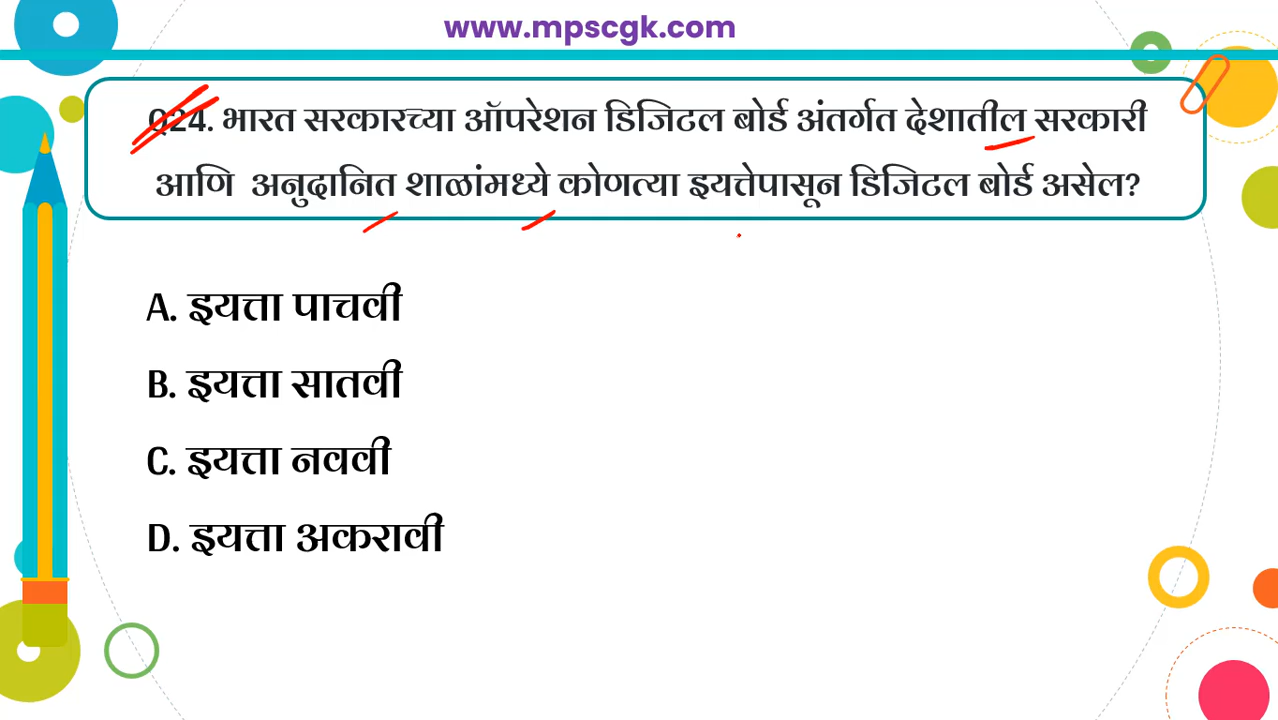 www.mpscgk.com
Q24. भारत सरकारच्या ऑपरेशन डिजिटल बोर्ड अंतर्गत देशातील सरकारी
आणि अनुदानित शाळांमध्ये कोणत्या इयत्तेपासून डिजिटल बोर्ड असेल?
A. इयत्ता पाचवी
B. इयत्ता सातवी
C. इयत्ता नववी
D. इयत्ता अकरावी